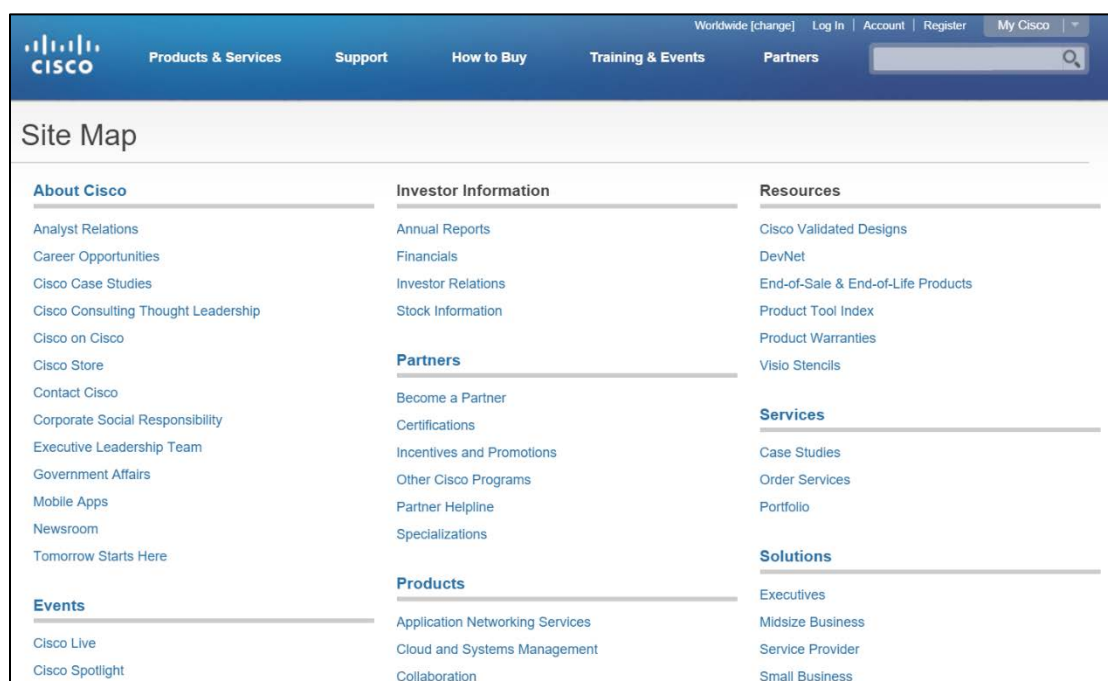 Worldwide [change] Log In | Account | Register My Cisco
CISCO
Products & Services Support How to Buy Training & Events Partners
Site Map
About Cisco
Analyst Relations
Career Opportunities
Cisco Case Studies
Cisco Consulting Thought Leadership
Cisco on Cisco
Cisco Store
Contact Cisco
Corporate Social Responsibility
Executive Leadership Team
Government Affairs
Mobile Apps
Newsroom
Tomorrow Starts Here
Events
Cisco Live
Cisco Spotlight
Investor Information
Annual Reports
Financials
Investor Relations
Stock Information
Partners
Become a Partner
Certifications
Incentives and Promotions
Other Cisco Programs
Partner Helpline
Specializations
Products
Application Networking Services
Cloud and Systems Management
Collaboration
Resources
Cisco Validated Designs
DevNet
End-of-Sale & End-of-Life Products
Product Tool Index
Product Warranties
Visio Stencils
Services
Case Studies
Order Services
Portfolio
Solutions
Executives
Midsize Business
Service Provider
Small Business